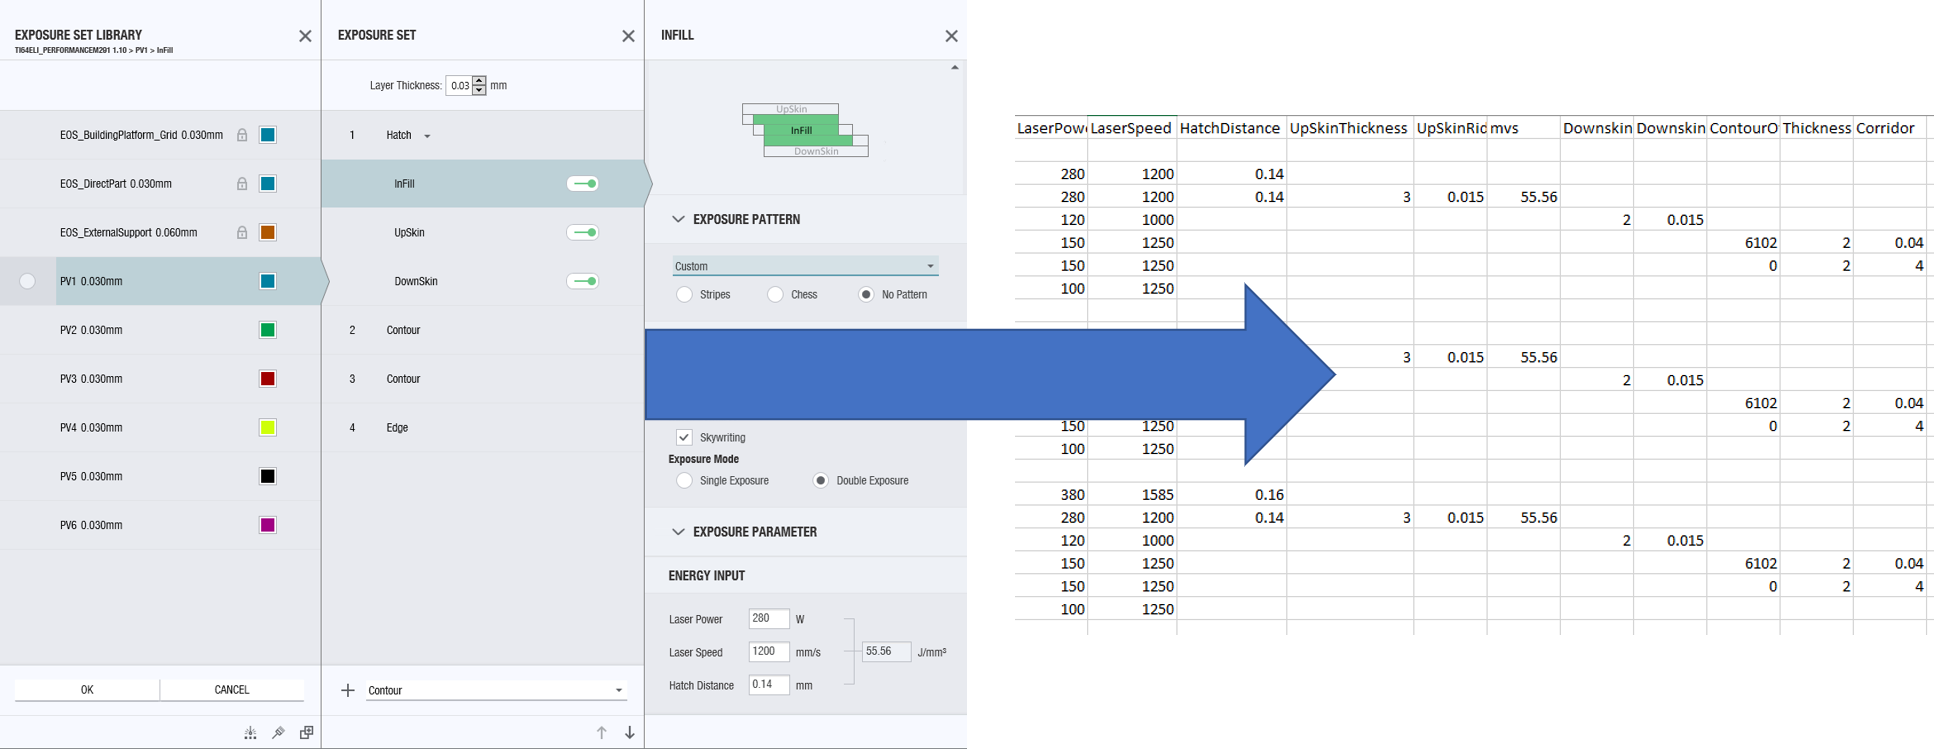 EXPOSURE SET LIBRARY
TI64ELI_PERFORMANCEM291 1.10 > PV1 > InFill
EOS_BuildingPlatform_Grid 0.030mm
EOS_DirectPart 0.030mm
EOS_ExternalSupport 0.060mm
PV1 0.030mm
PV2 0.030mm
PV3 0.030mm
PV4 0.030mm
PV5 0.030mm
PV6 0.030mm
OK CANCEL
EXPOSURE SET
Layer Thickness: 0.03 mm
1 Hatch
InFill
UpSkin
DownSkin
2 Contour
3 Contour
4 Edge
Contour
INFILL
UpSkin
InFill
DownSkin
EXPOSURE PATTERN
Custom
Stripes Chess No Pattern
Skywriting
Exposure Mode
Single Exposure Double Exposure
EXPOSURE PARAMETER
ENERGY INPUT
Laser Power 280 W
Laser Speed 1200 mm/s 55.56 J/mm³
Hatch Distance 0.14 mm
LaserPowe LaserSpeed HatchDistance UpSkinThickness UpSkinRid mvs Downskin Downskin ContourO Thickness Corridor
280 1200 0.14
280 1200 0.14 3 0.015 55.56
120 1000 2 0.015
150 1250 6102 2 0.04
150 1250 0 2 4
100 1250
3 0.015 55.56
2 0.015
6102 2 0.04
150 1250 0 2 4
100 1250
380 1585 0.16
280 1200 0.14 3 0.015 55.56
120 1000 2 0.015
150 1250 6102 2 0.04
150 1250 0 2 4
100 1250